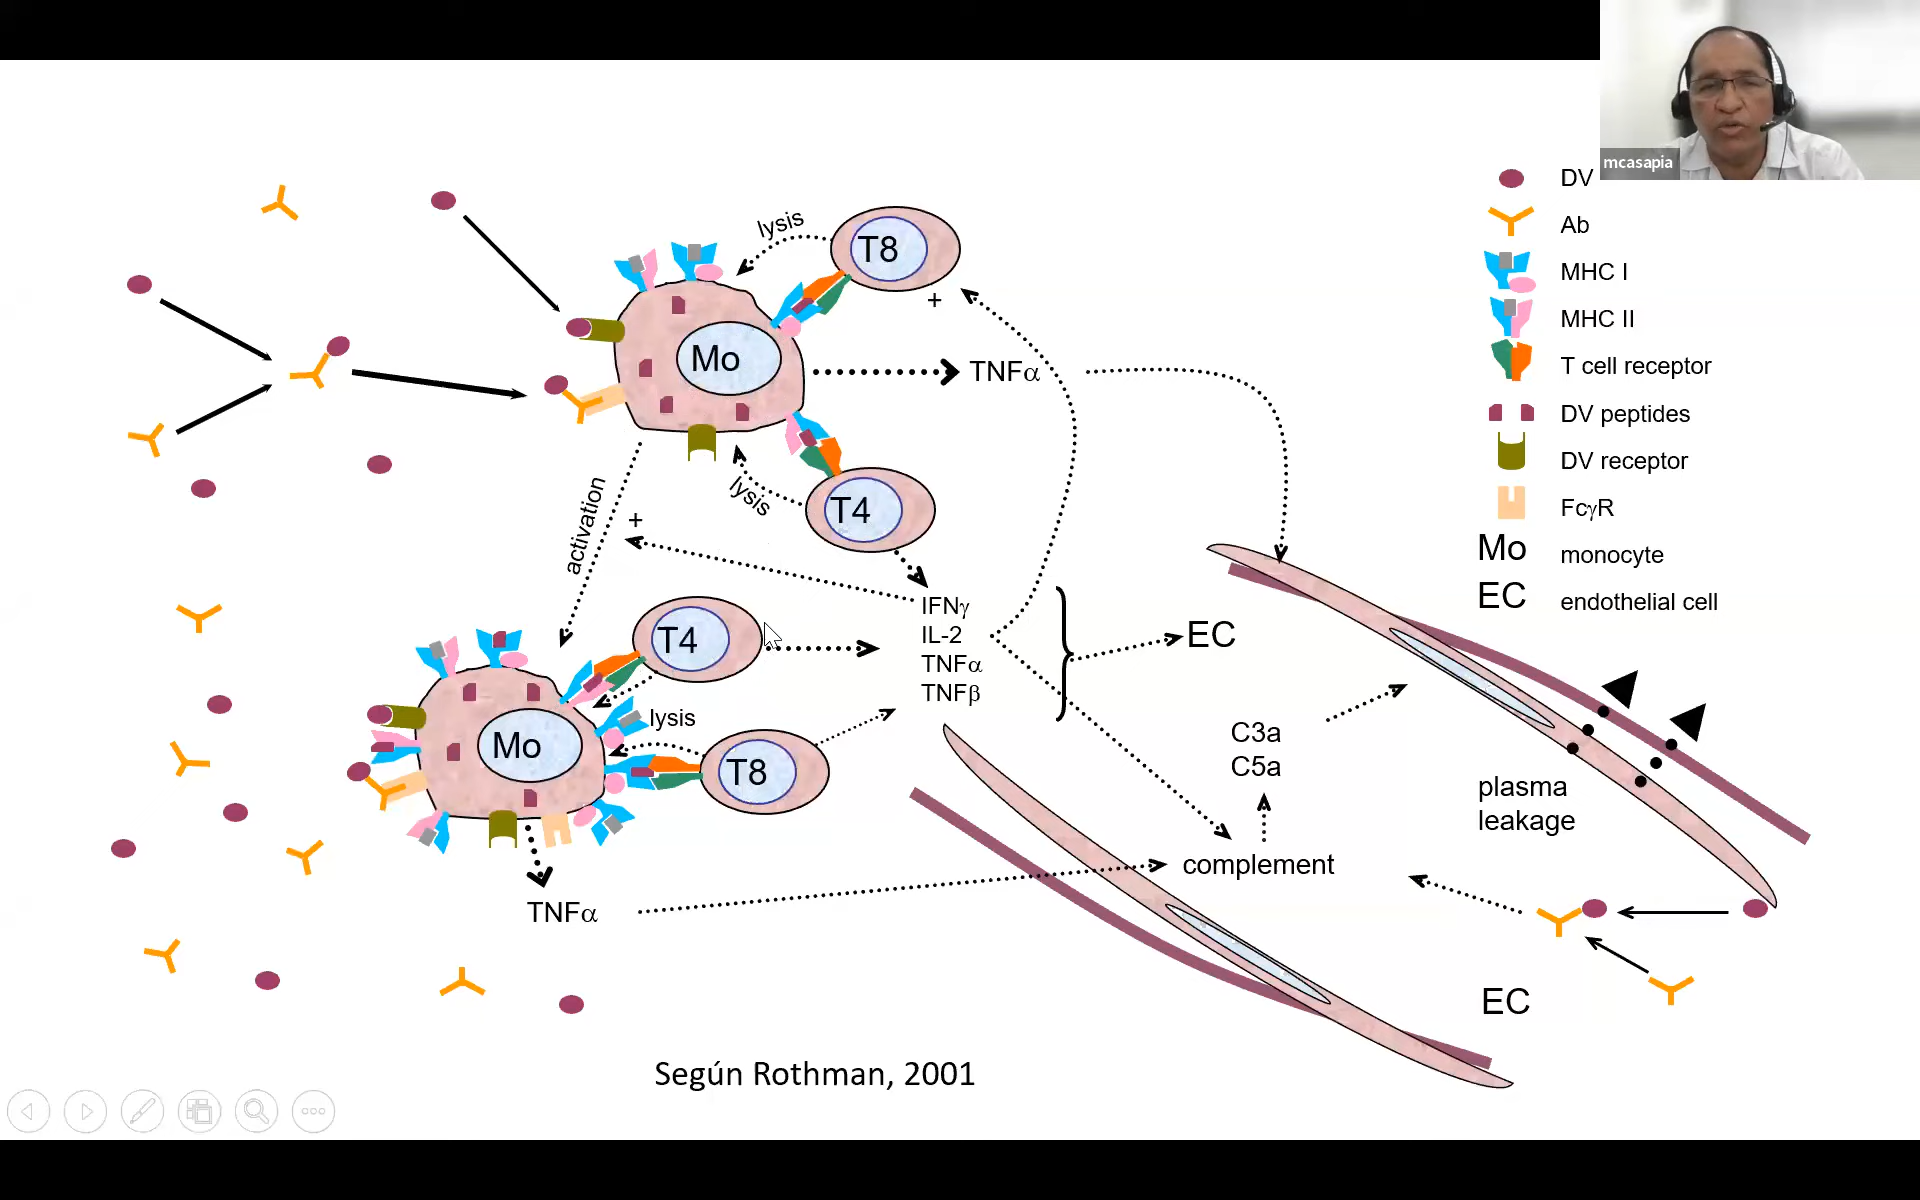 mcasapia
DV
Ab
MHC I
MHC II
T cell receptor
DV peptides
DV receptor
FcγR
Mo monocyte
EC endothelial cell
lysis
T8
+
Mo
TNFα
lysis
T4
activation
+
IFNγ
IL-2
TNFα
TNFβ
EC
T4
lysis
Mo
T8
TNFα
C3a
C5a
complement
plasma
leakage
EC
Según Rothman, 2001